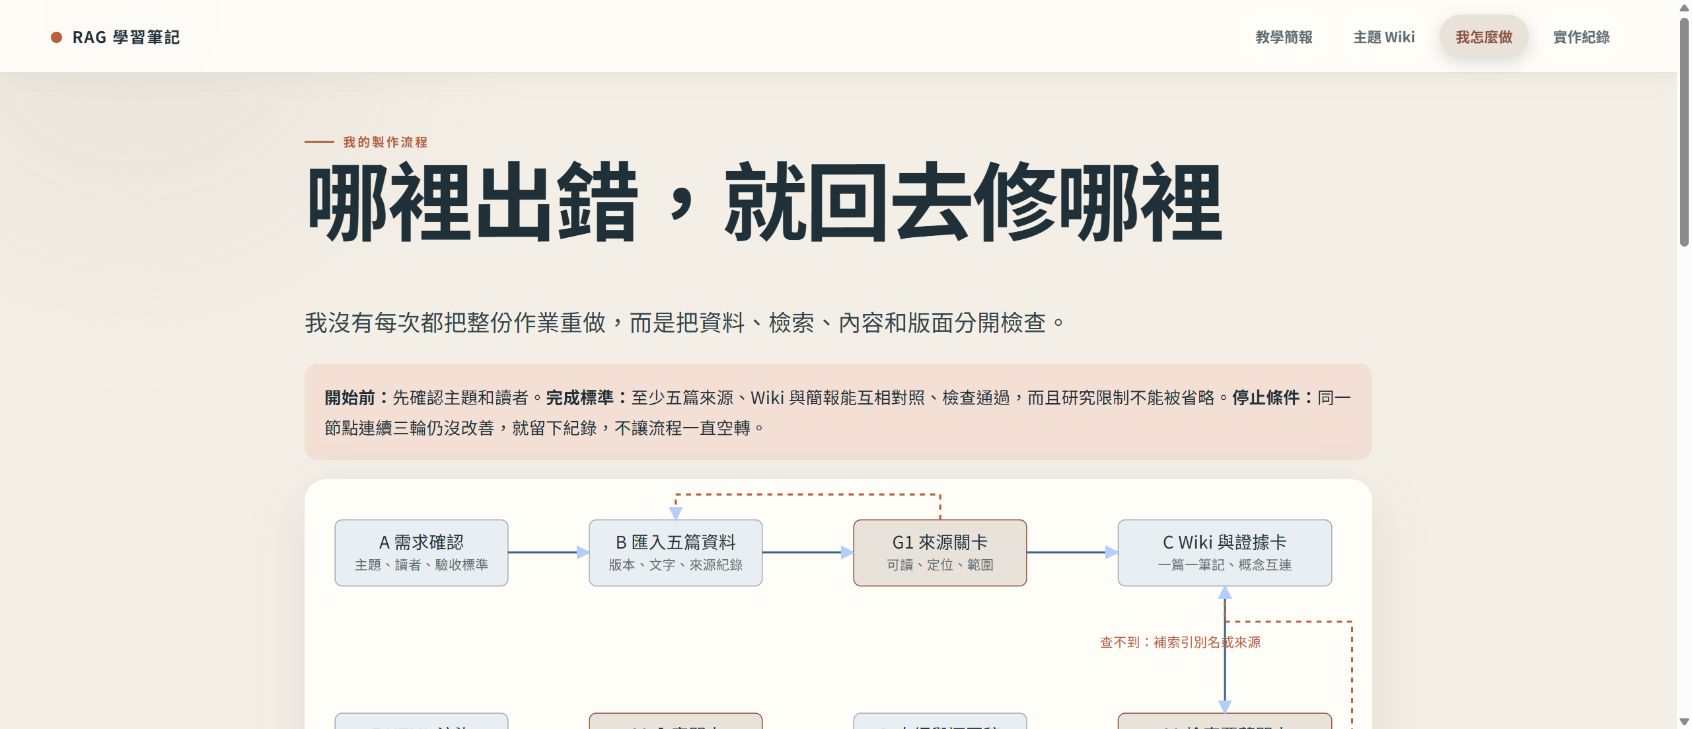 RAG 學習筆記
教學簡報
主題 Wiki
我怎麼做
實作紀錄
我的製作流程
哪裡出錯，就回去修哪裡
我沒有每次都把整份作業重做，而是把資料、檢索、內容和版面分開檢查。
開始前：先確認主題和讀者。完成標準：至少五篇來源、Wiki 與簡報能互相對照、檢查通過，而且研究限制不能被省略。停止條件：同一
節點連續三輪仍沒改善，就留下紀錄，不讓流程一直空轉。
A 需求確認
主題、讀者、驗收標準
B 匯入五篇資料
版本、文字、來源紀錄
G1 來源關卡
可讀、定位、範圍
C Wiki 與證據卡
一篇一筆記、概念互連
查不到：補索引別名或來源